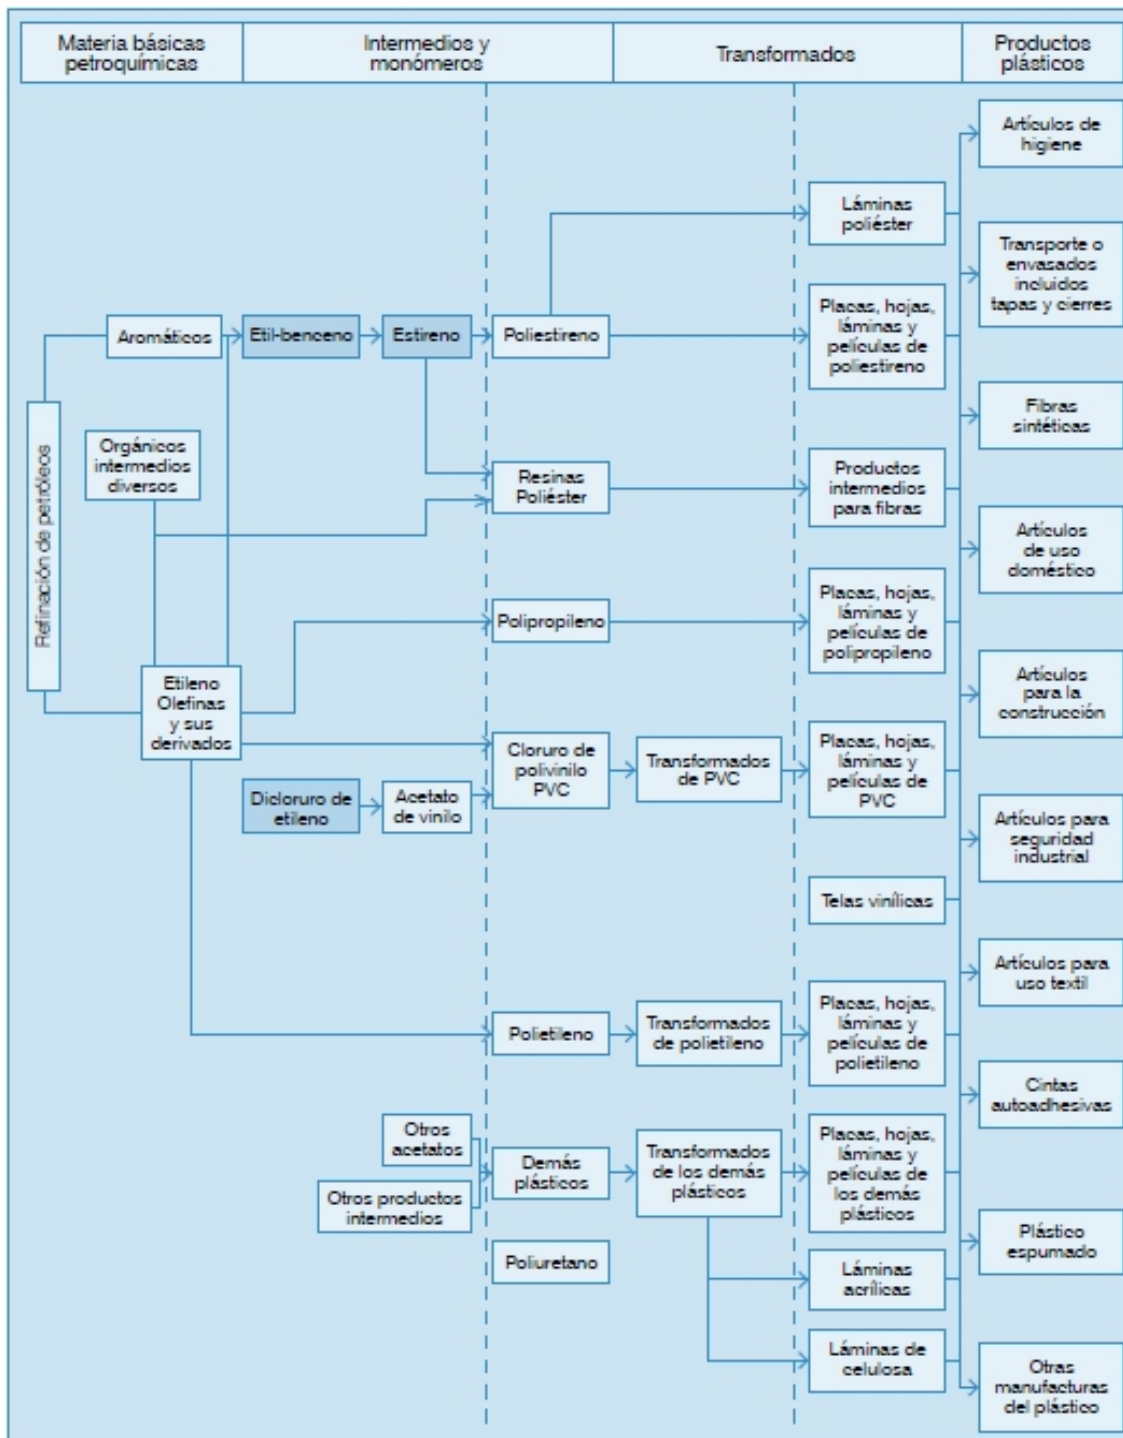 Materia básicas
petroquímicas
Intermedios y
monómeros
Transformados
Productos
plásticos
Artículos de
higiene
Láminas
poliéster
Transporte o
envasados
incluidos
tapas y cierres
Aromáticos
Etil-benceno
Estireno
Poliestireno
Placas, hojas,
láminas y
películas de
poliestireno
Fibras
sintéticas
Refinación de petróleos
Orgánicos
intermedios
diversos
Resinas
Poliéster
Productos
intermedios
para fibras
Artículos
de uso
doméstico
Polipropileno
Placas, hojas,
láminas y
películas de
polipropileno
Artículos
para la
construcción
Etileno
Olefinas
y sus
derivados
Cloruro de
polivinilo
PVC
Transformados
de PVC
Placas, hojas,
láminas y
películas de
PVC
Dicloruro de
etileno
Acetato
de vinilo
Artículos para
seguridad
industrial
Telas vinílicas
Artículos para
uso textil
Polietileno
Transformados
de polietileno
Placas, hojas,
láminas y
películas de
polietileno
Cintas
autoadhesivas
Otros
acetatos
Otros productos
intermedios
Demás
plásticos
Transformados
de los demás
plásticos
Placas, hojas,
láminas y
películas de
los demás
plásticos
Plástico
espumado
Poliuretano
Láminas
acrílicas
Láminas de
celulosa
Otras
manufacturas
del plástico